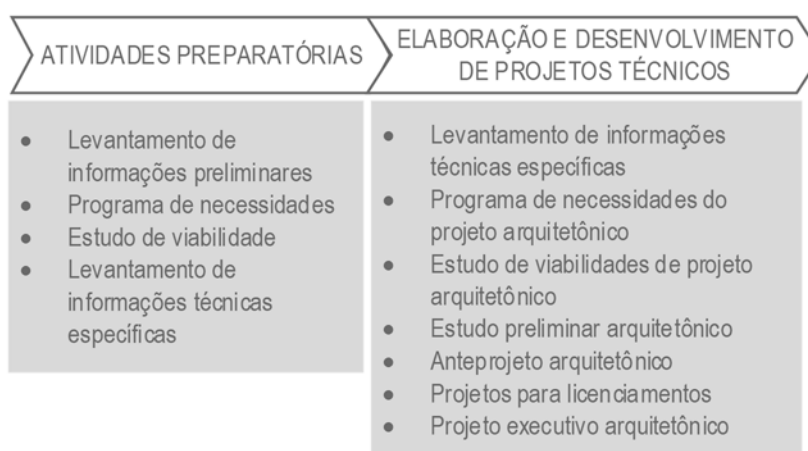 ATIVIDADES PREPARATÓRIAS
• Levantamento de
informações preliminares
• Programa de necessidades
• Estudo de viabilidade
• Levantamento de
informações técnicas
específicas
ELABORAÇÃO E DESENVOLVIMENTO
DE PROJETOS TÉCNICOS
• Levantamento de informações
técnicas específicas
• Programa de necessidades do
projeto arquitetônico
• Estudo de viabilidades de projeto
arquitetônico
• Estudo preliminar arquitetônico
• Anteprojeto arquitetônico
• Projetos para licenciamentos
• Projeto executivo arquitetônico